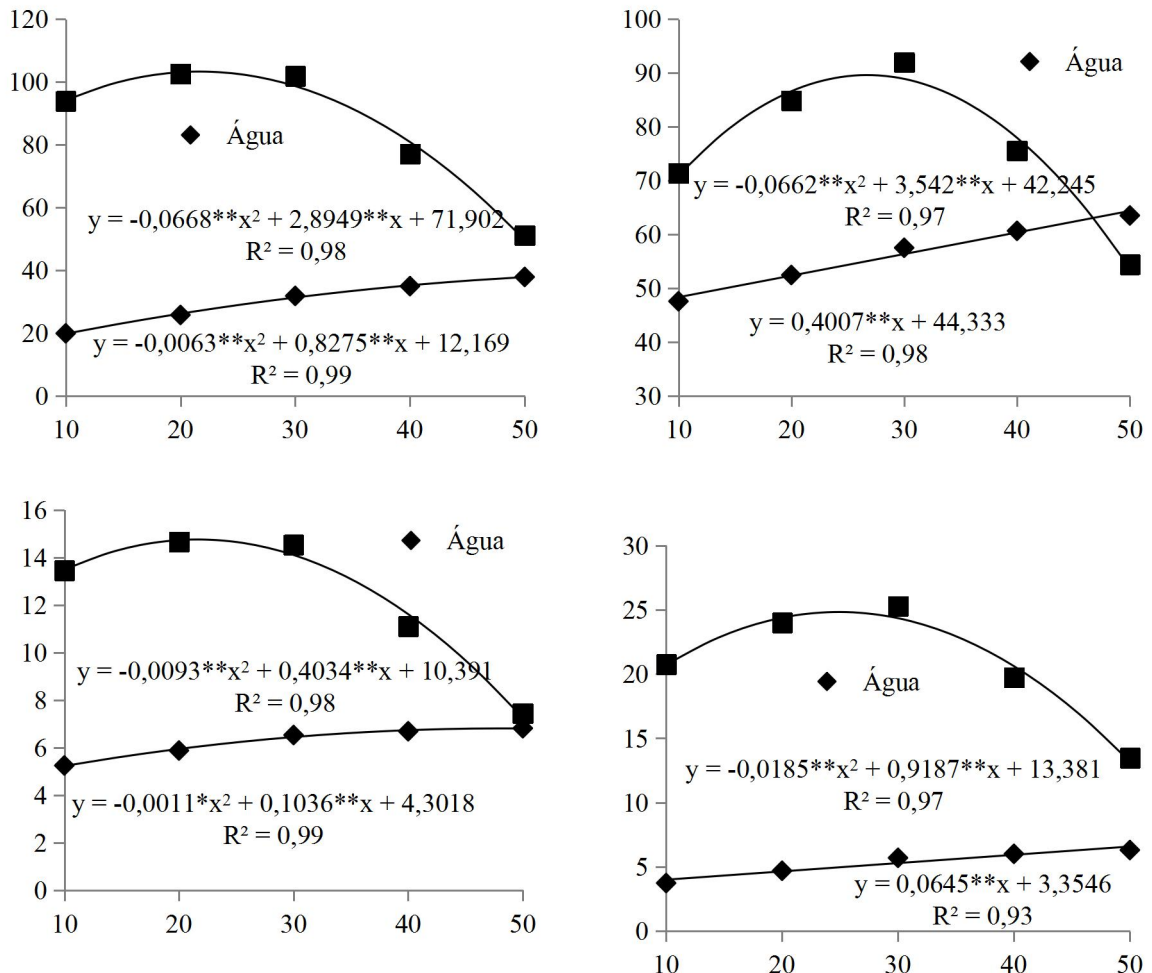 120
100
80
60
40
20
0
10 20 30 40 50
Água
y = -0,0668**x² + 2,8949**x + 71,902
R² = 0,98
y = -0,0063**x² + 0,8275**x + 12,169
R² = 0,99
100
90
80
70
60
50
40
30
10 20 30 40 50
Água
y = -0,0662**x² + 3,542**x + 42,245
R² = 0,97
y = 0,4007**x + 44,333
R² = 0,98
16
14
12
10
8
6
4
2
0
10 20 30 40 50
Água
y = -0,0093**x² + 0,4034**x + 10,391
R² = 0,98
y = -0,0011*x² + 0,1036**x + 4,3018
R² = 0,99
30
25
20
15
10
5
0
10 20 30 40 50
Água
y = -0,0185**x² + 0,9187**x + 13,381
R² = 0,97
y = 0,0645**x + 3,3546
R² = 0,93